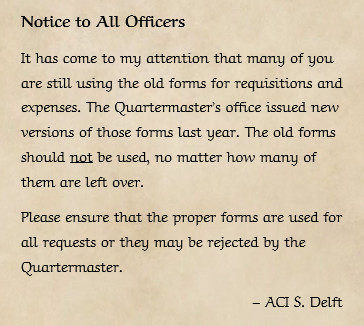 Notice to All Officers
It has come to my attention that many of you
are still using the old forms for requisitions and
expenses. The Quartermaster's office issued new
versions of those forms last year. The old forms
should not be used, no matter how many of
them are left over.
Please ensure that the proper forms are used for
all requests or they may be rejected by the
Quartermaster.
– ACI S. Delft